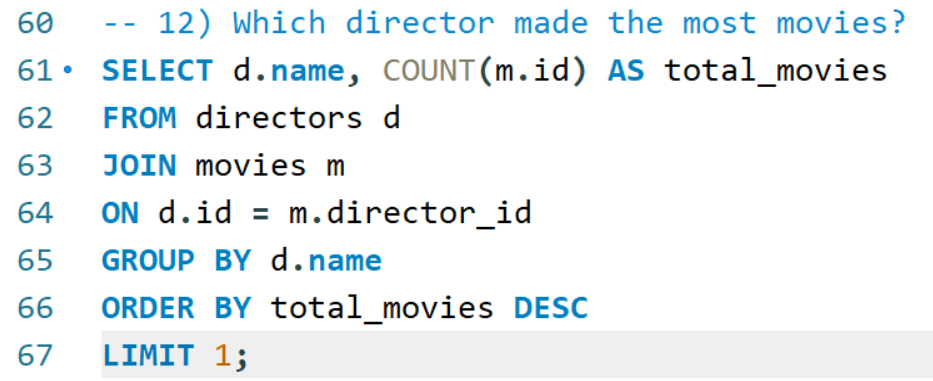 60 -- 12) Which director made the most movies?
61 • SELECT d.name, COUNT(m.id) AS total_movies
62 FROM directors d
63 JOIN movies m
64 ON d.id = m.director_id
65 GROUP BY d.name
66 ORDER BY total_movies DESC
67 LIMIT 1;